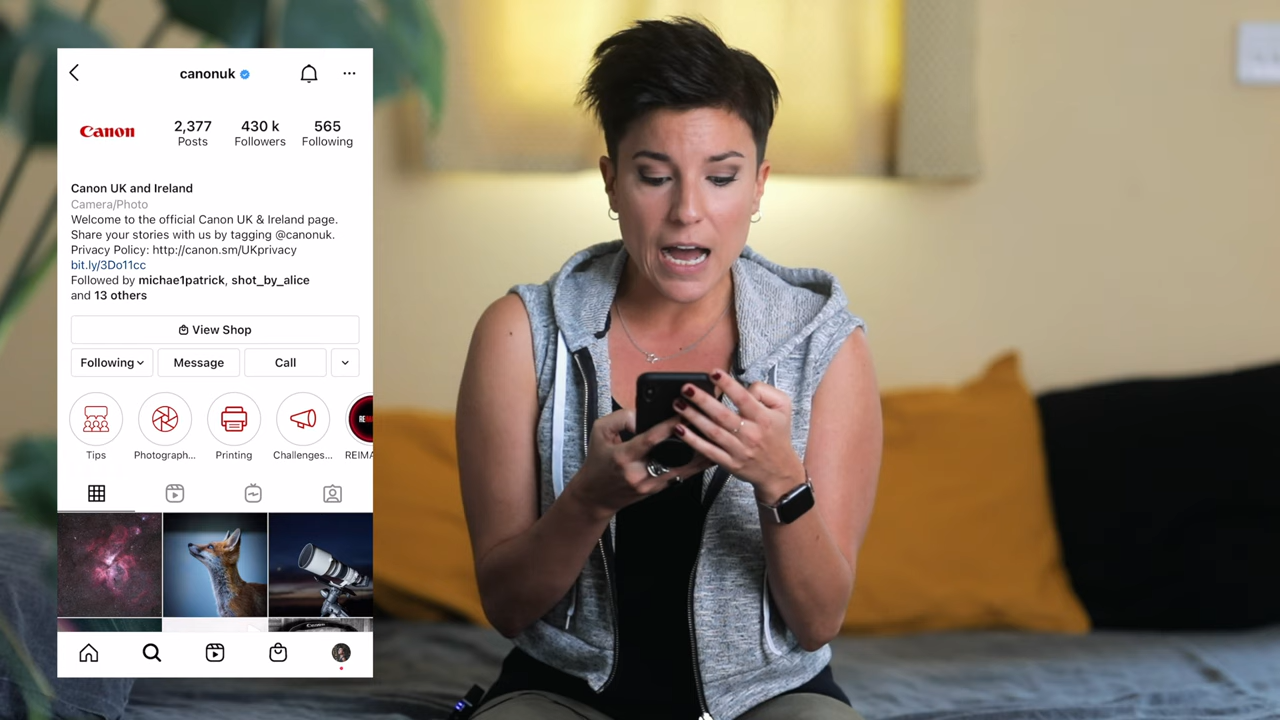 canonuk
Canon
2,377
Posts
430 k
Followers
565
Following
Canon UK and Ireland
Camera/Photo
Welcome to the official Canon UK & Ireland page.
Share your stories with us by tagging @canonuk.
Privacy Policy: http://canon.sm/UKprivacy
bit.ly/3Do11cc
Followed by michae1patrick, shot_by_alice
and 13 others
View Shop
Following
Message
Call
Tips
Photograph...
Printing
Challenges...
REIMA